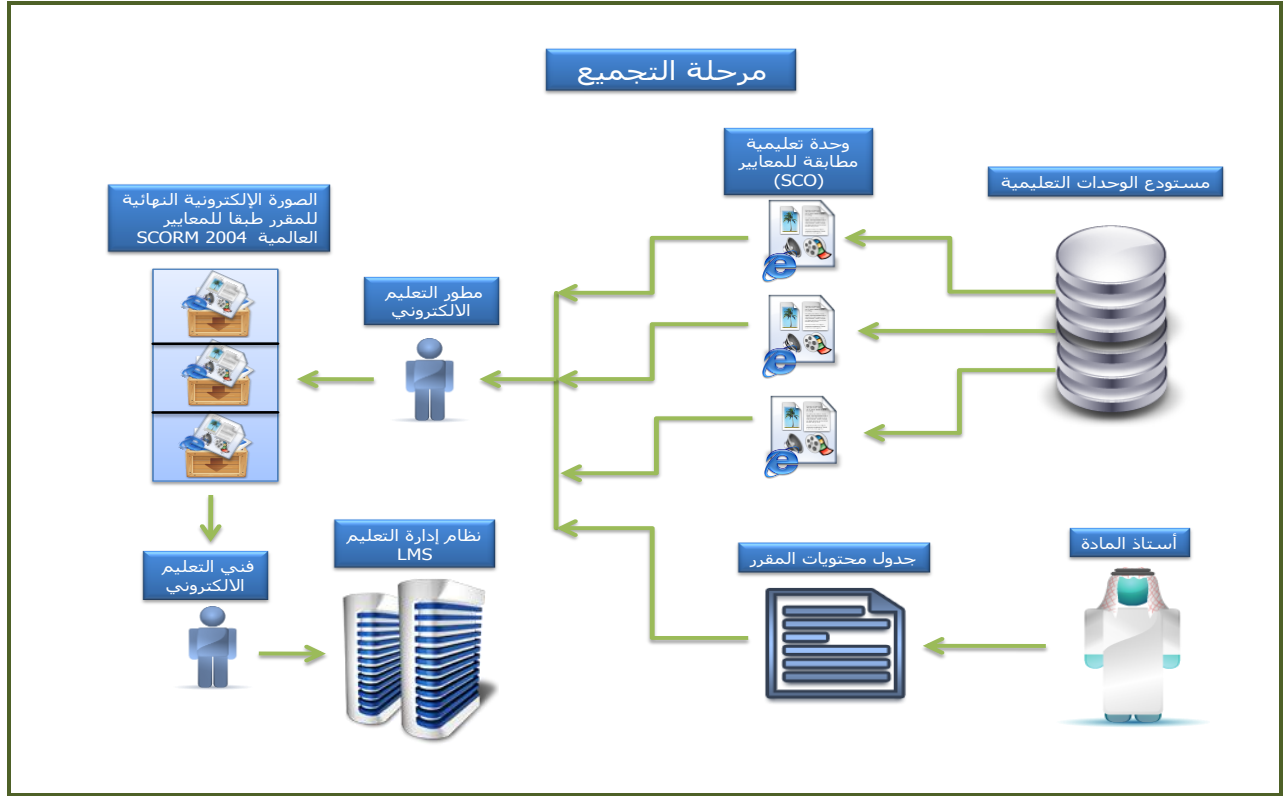 مرحلة التجميع
مستودع الوحدات التعليمية
وحدة تعليمية
مطابقة للمعايير
(SCO)
الصورة الإلكترونية النهائية
للمقرر طبقا للمعايير
العالمية SCORM 2004
مطور التعليم
الالكتروني
أستاذ المادة
جدول محتويات المقرر
نظام إدارة التعليم
LMS
فني التعليم
الالكتروني